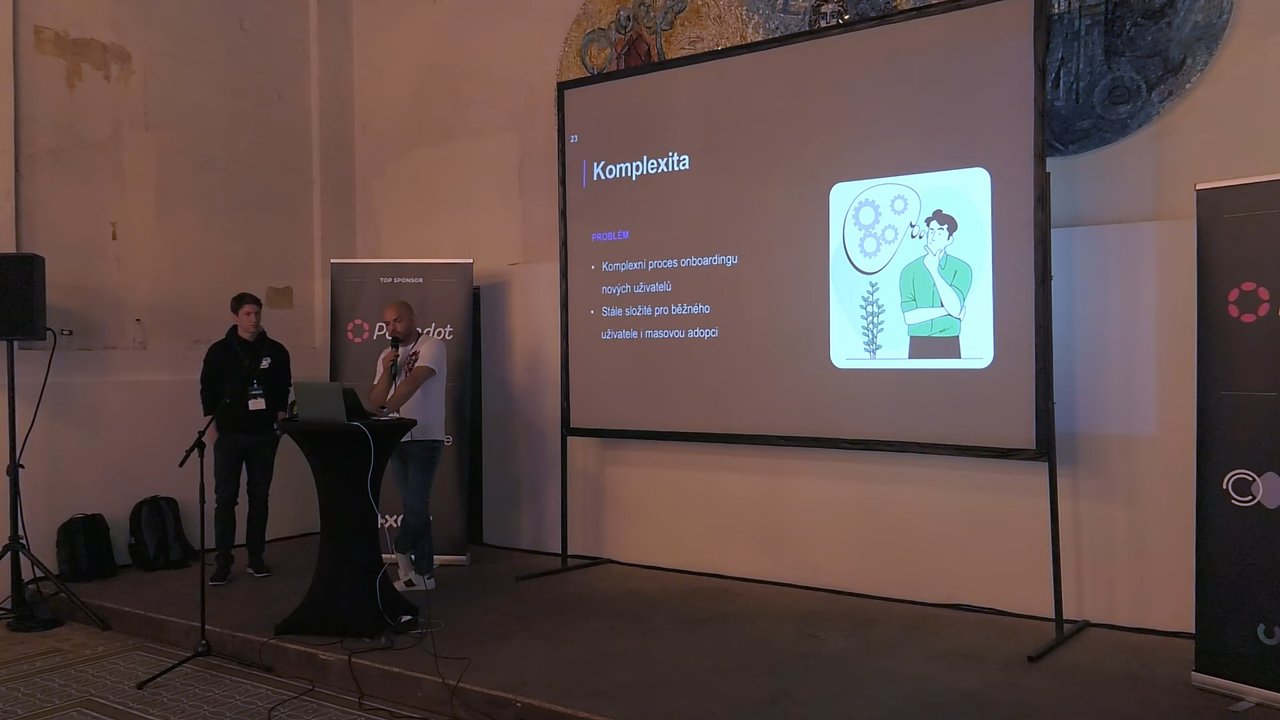 23
Komplexita
PROBLÉM
• Komplexní proces onboardingu
nových uživatelů
• Stále složité pro běžného
uživatele i masovou adopci
TOP SPONSOR